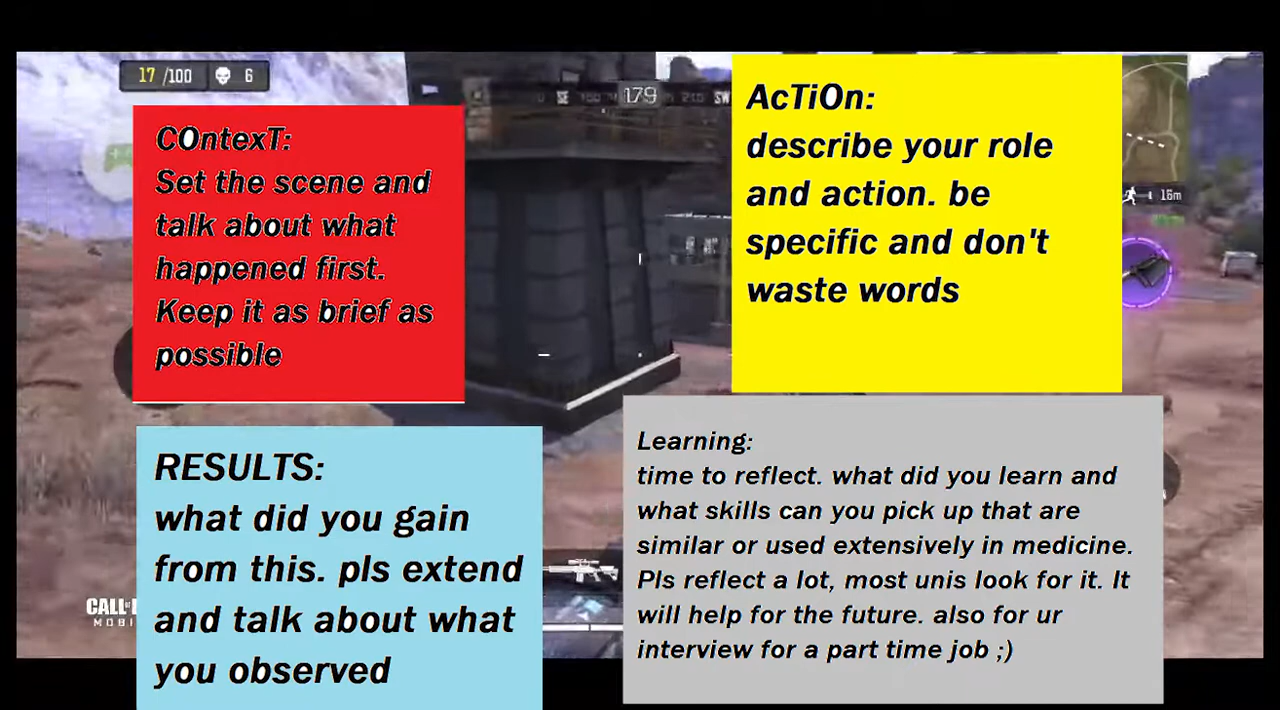 17 /100 6
SE
179
SW
COntexT:
Set the scene and
talk about what
happened first.
Keep it as brief as
possible
AcTiOn:
describe your role
and action. be
specific and don't
waste words
16m
RESULTS:
what did you gain
from this. pls extend
and talk about what
you observed
Learning:
time to reflect. what did you learn and
what skills can you pick up that are
similar or used extensively in medicine.
Pls reflect a lot, most unis look for it. It
will help for the future. also for ur
interview for a part time job ;)
CALL
MOBI